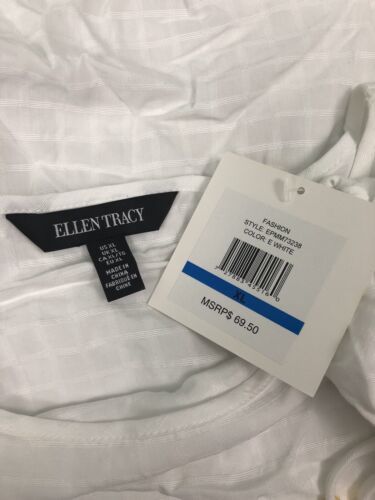 ELLEN TRACY
US XL
UK XL
CA XL/TG
EU XL
MADE IN
CHINA
FABRIQUÉ EN
CHINE
FASHION
STYLE: EPMM73238
COLOR: E.WHITE
XL
MSRP$ 69.50